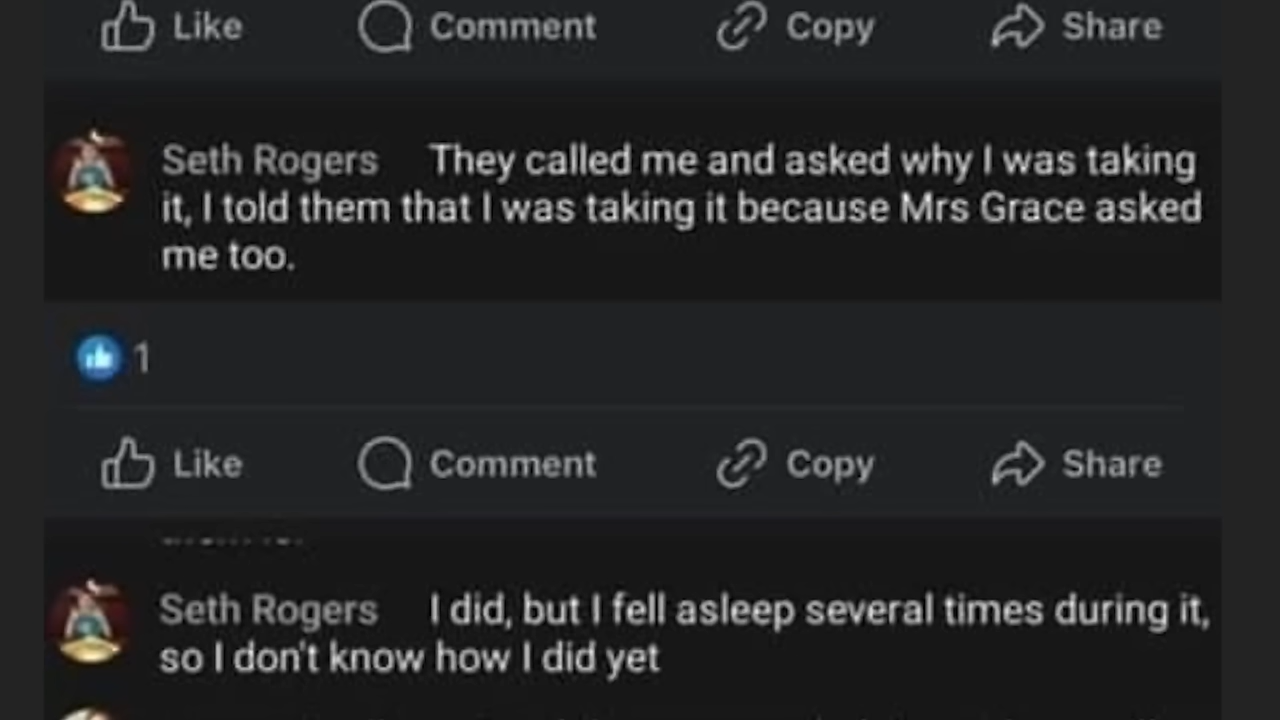 Like Comment Copy Share
Seth Rogers They called me and asked why I was taking
it, I told them that I was taking it because Mrs Grace asked
me too.
1
Like Comment Copy Share
Seth Rogers I did, but I fell asleep several times during it,
so I don't know how I did yet